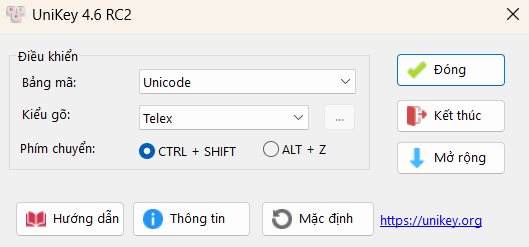 UniKey 4.6 RC2
Điều khiển
Bảng mã: Unicode
Kiểu gõ: Telex ...
Phím chuyển: CTRL + SHIFT ALT + Z
Đóng
Kết thúc
Mở rộng
Hướng dẫn Thông tin Mặc định https://unikey.org